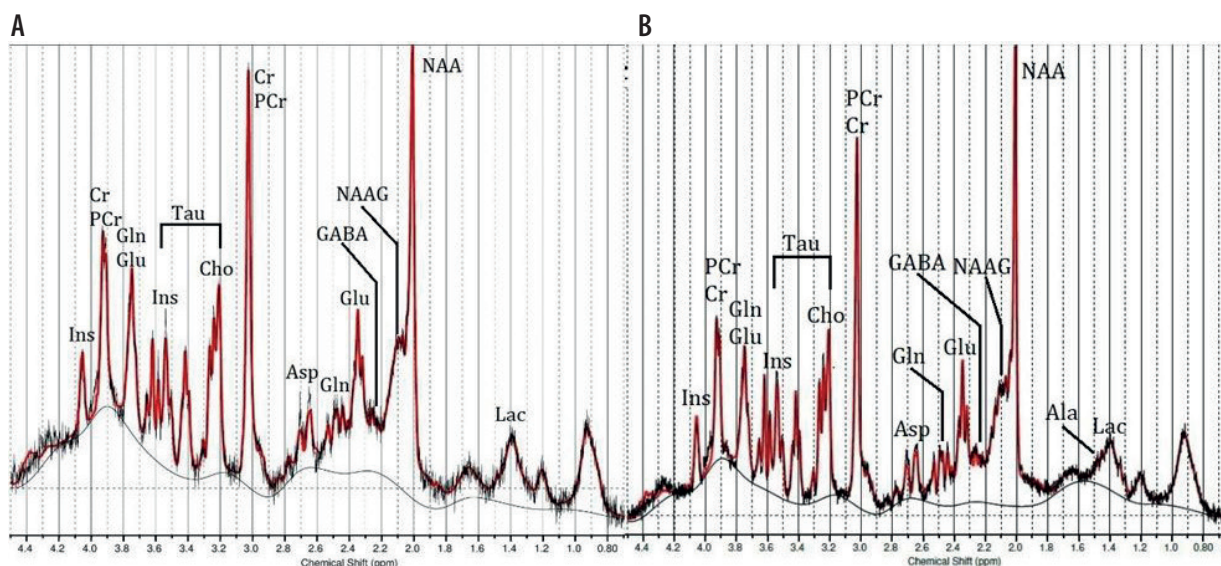 A
Cr
PCr
NAA
Cr
PCr
Gln
Glu
Tau
NAAG
GABA
Ins
Ins
Cho
Glu
Asp
Gln
Lac
4.4 4.2 4.0 3.8 3.6 3.4 3.2 3.0 2.8 2.6 2.4 2.2 2.0 1.8 1.6 1.4 1.2 1.0 0.80
Chemical Shift (ppm)
B
NAA
PCr
Cr
Tau
PCr
Cr
Gln
Glu
Ins
Ins
Cho
GABA
NAAG
Gln
Glu
Asp
Ala
Lac
4.4 4.2 4.0 3.8 3.6 3.4 3.2 3.0 2.8 2.6 2.4 2.2 2.0 1.8 1.6 1.4 1.2 1.0 0.80
Chemical Shift (ppm)